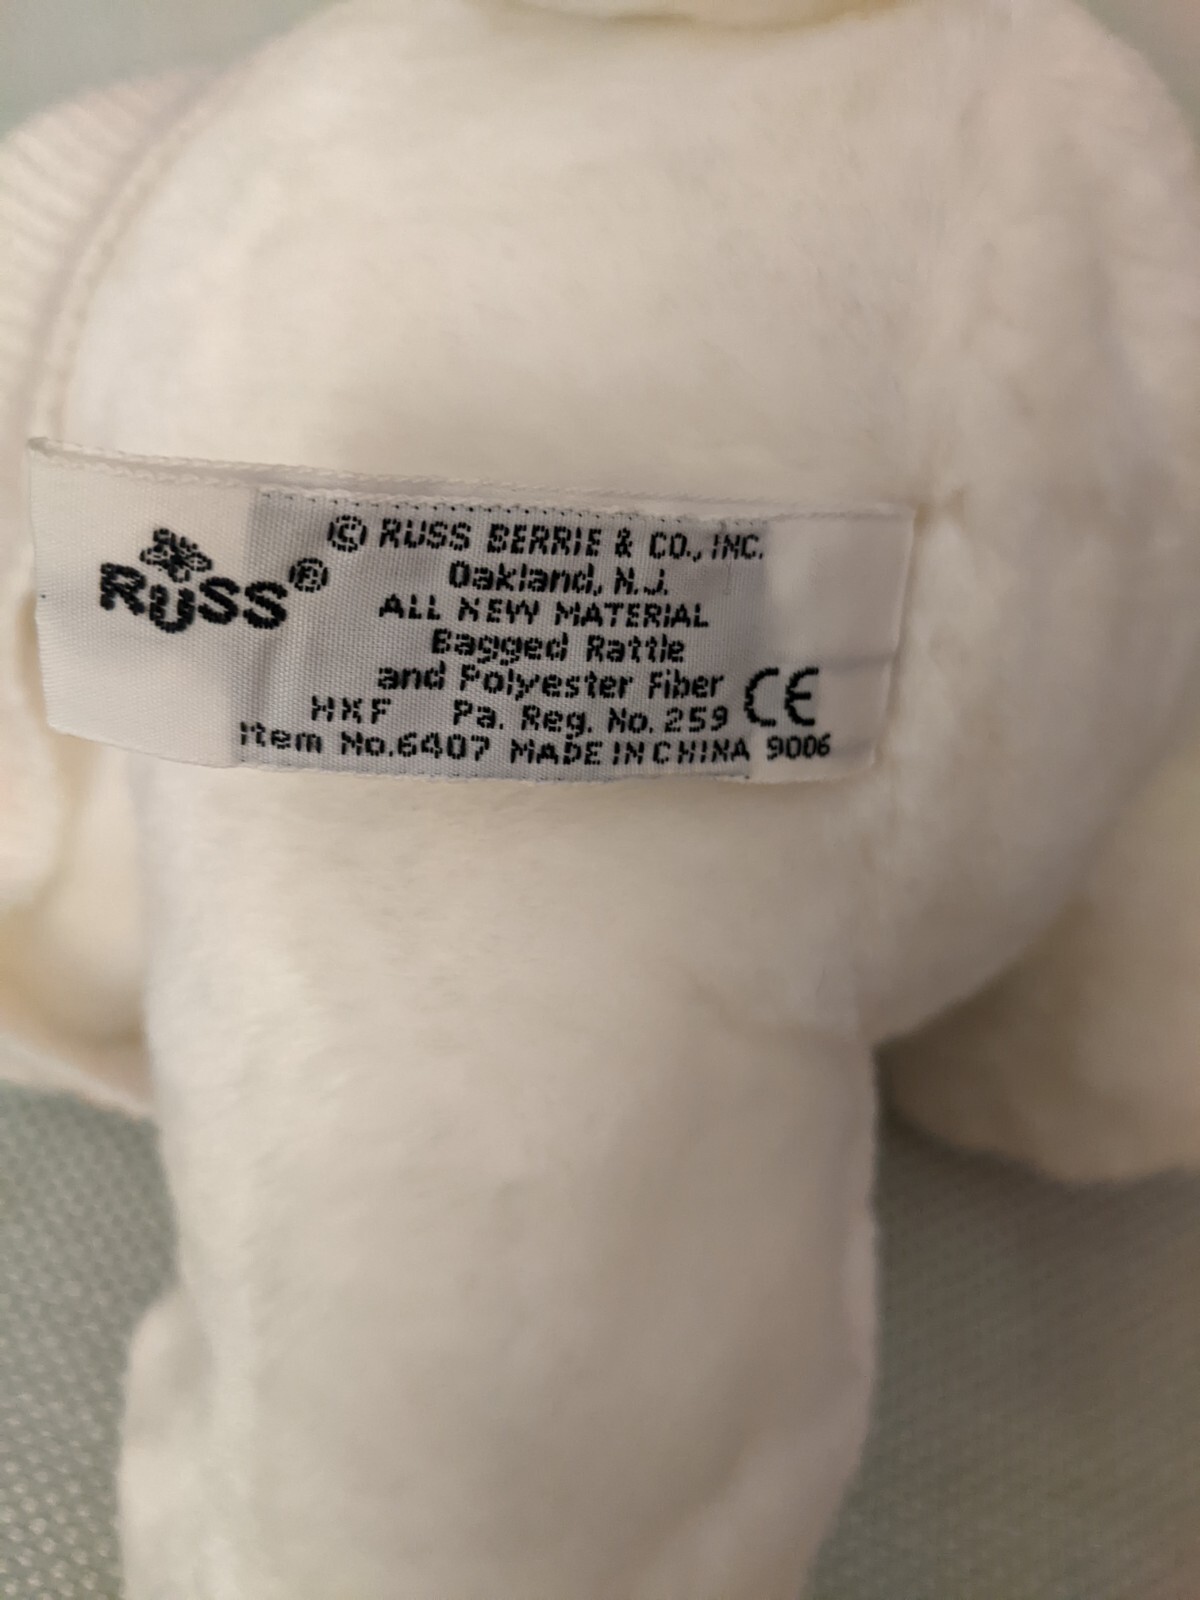 RUSS®
© RUSS BERRIE & CO., INC.
Oakland, N.J.
ALL NEW MATERIAL
Bagged Rattle
and Polyester Fiber
HXF Pa. Reg. No. 259 CE
Item No.6407 MADE IN CHINA 9006